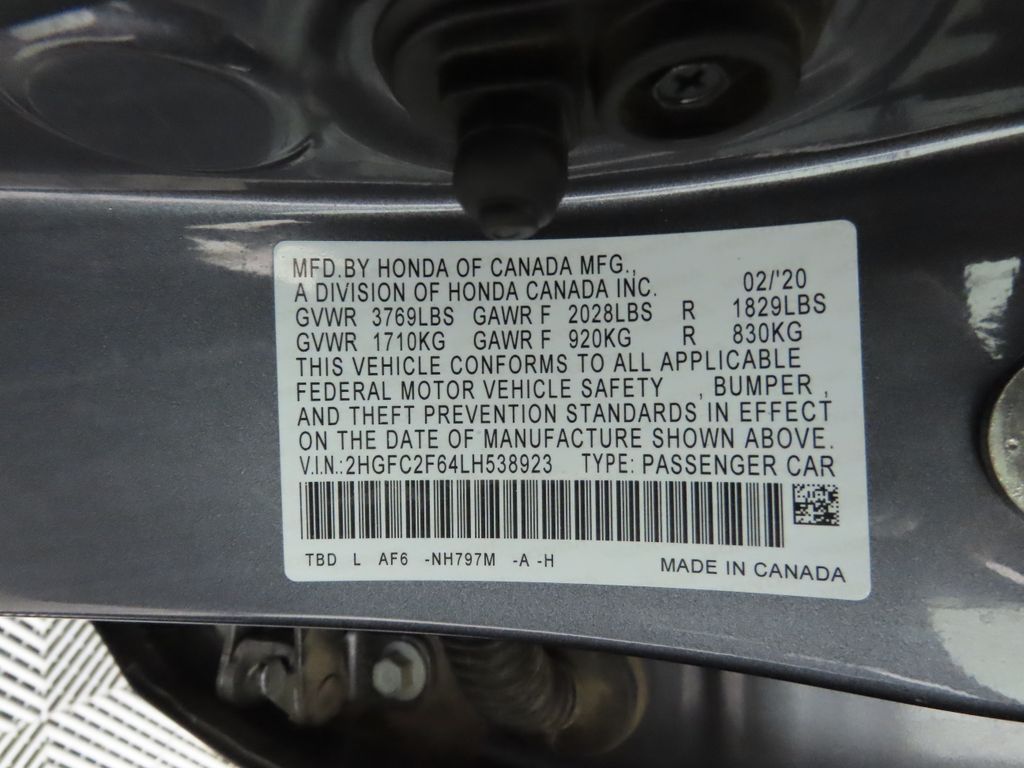 MFD.BY HONDA OF CANADA MFG.,
A DIVISION OF HONDA CANADA INC. 02/'20
GVWR 3769LBS GAWR F 2028LBS R 1829LBS
GVWR 1710KG GAWR F 920KG R 830KG
THIS VEHICLE CONFORMS TO ALL APPLICABLE
FEDERAL MOTOR VEHICLE SAFETY , BUMPER ,
AND THEFT PREVENTION STANDARDS IN EFFECT
ON THE DATE OF MANUFACTURE SHOWN ABOVE.
V.I.N.:2HGFC2F64LH538923 TYPE: PASSENGER CAR
TBD L AF6 -NH797M -A -H MADE IN CANADA